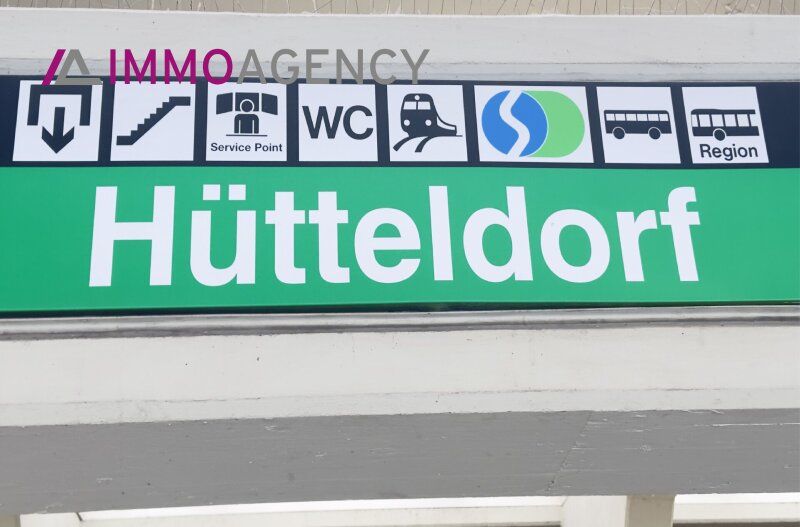 IMMOAGENCY
Service Point
WC
Region
Hütteldorf